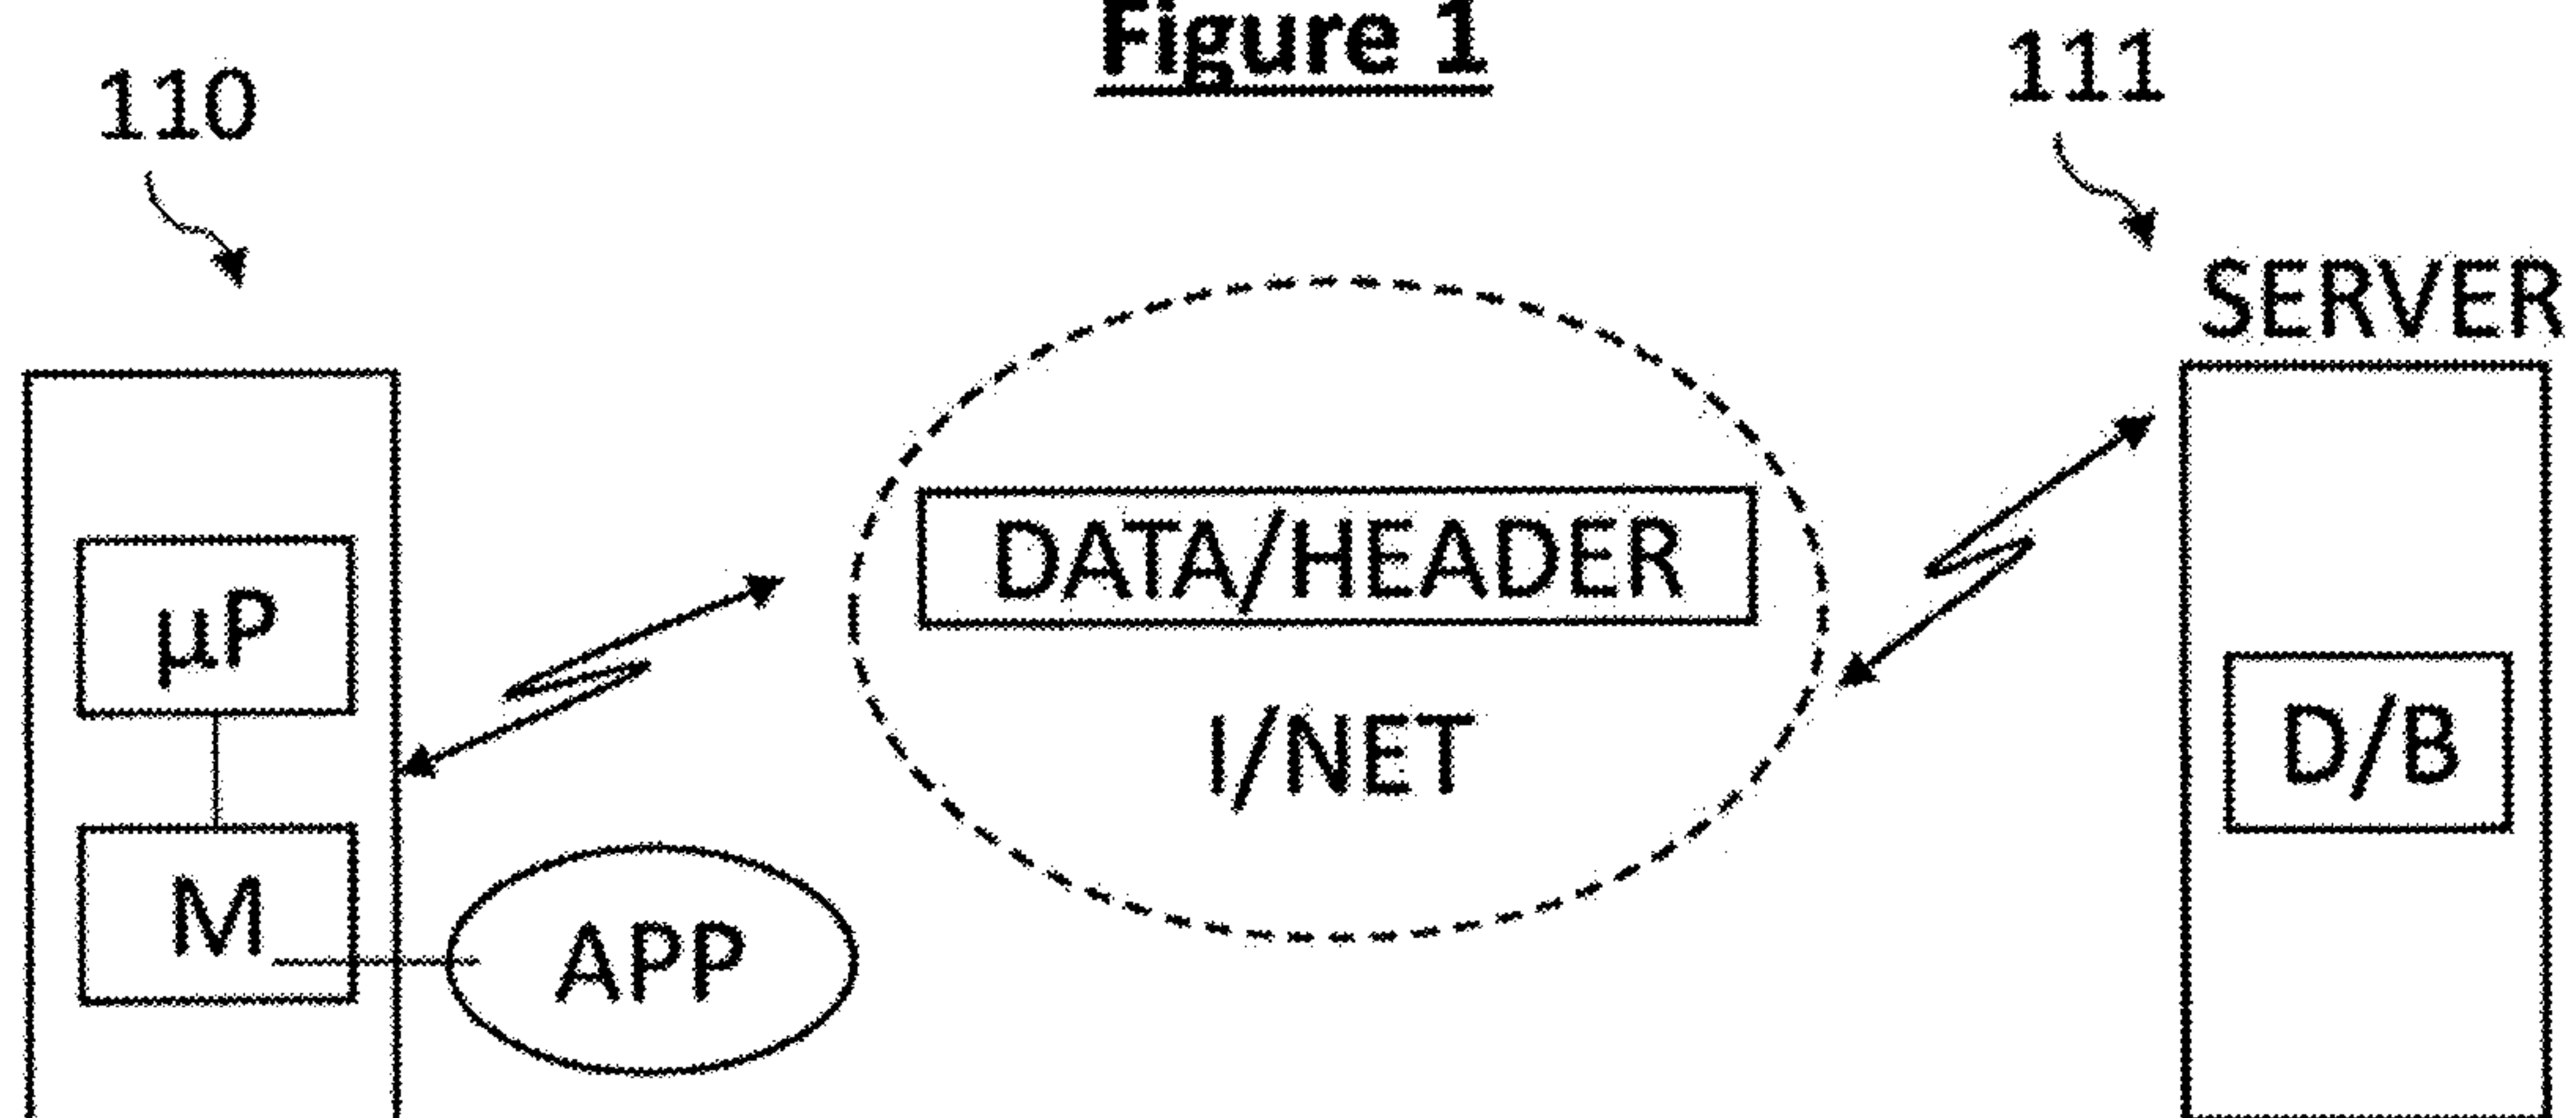 Figure 1
110
111
SERVER
DATA/HEADER
µP
I/NET
D/B
M
APP